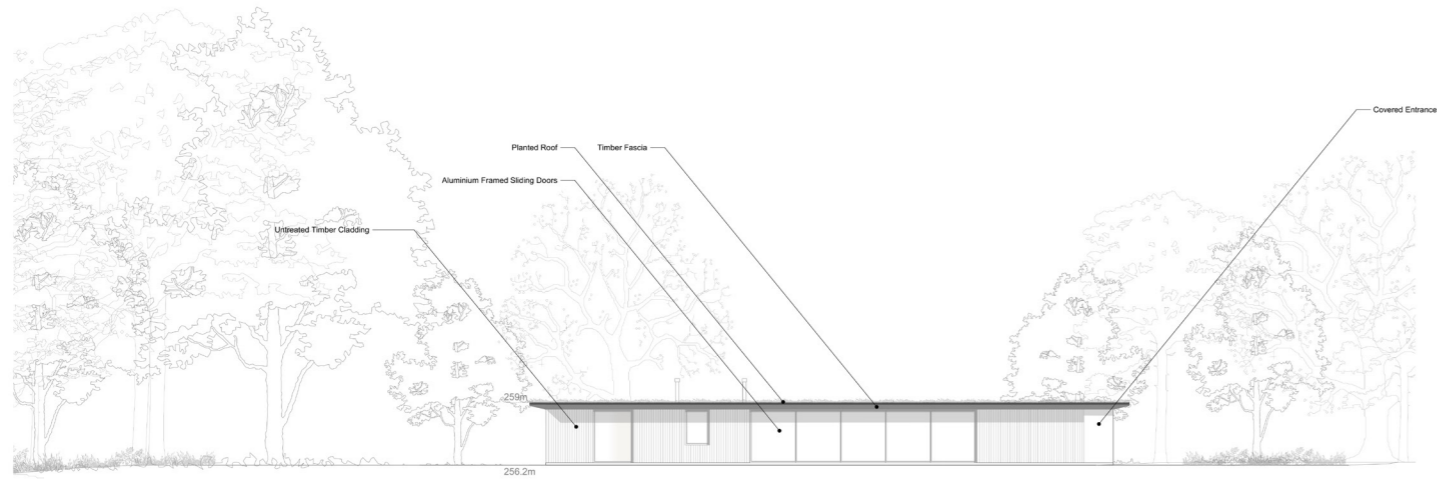 Covered Entrance
Planted Roof
Timber Fascia
Aluminium Framed Sliding Doors
Untreated Timber Cladding
259m
256.2m